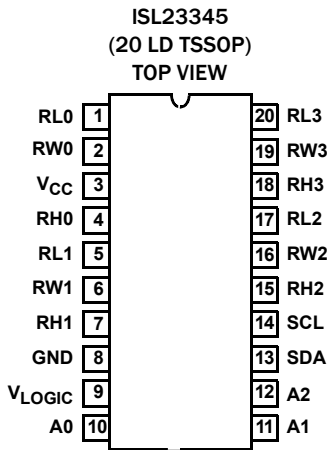 ISL23345
(20 LD TSSOP)
TOP VIEW
RL0 1 20 RL3
RW0 2 19 RW3
VCC 3 18 RH3
RH0 4 17 RL2
RL1 5 16 RW2
RW1 6 15 RH2
RH1 7 14 SCL
GND 8 13 SDA
VLOGIC 9 12 A2
A0 10 11 A1